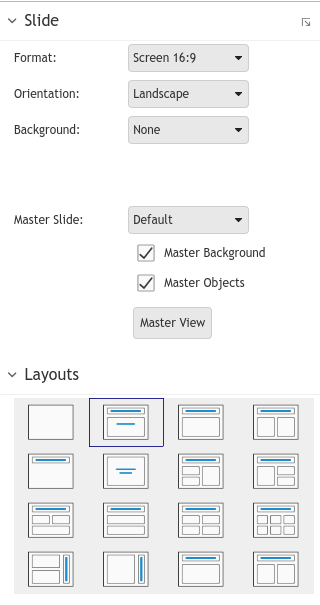 Slide
Format: Screen 16:9
Orientation: Landscape
Background: None
Master Slide: Default
Master Background
Master Objects
Master View
Layouts